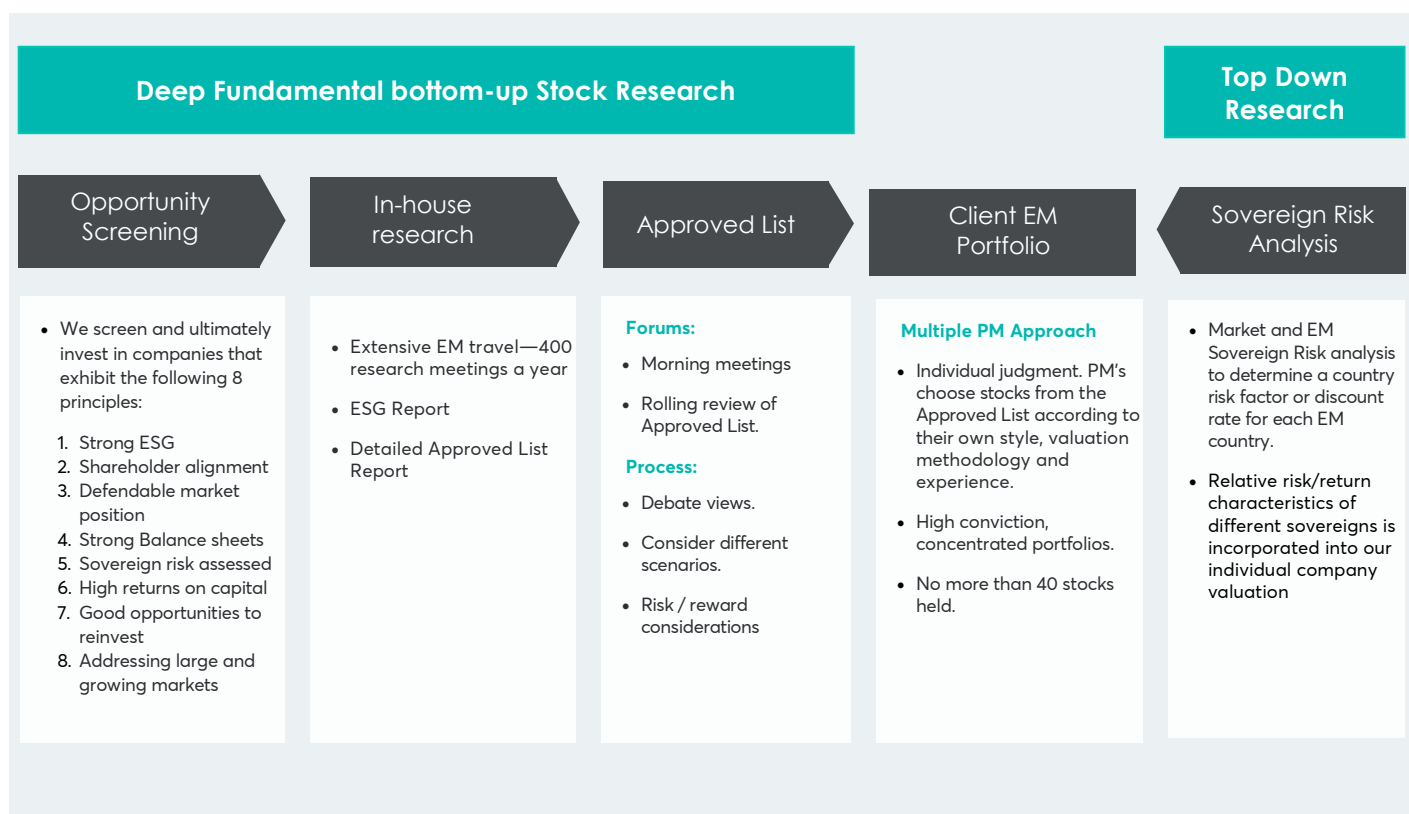 Deep Fundamental bottom-up Stock Research
Top Down
Research
Opportunity
Screening
• We screen and ultimately
invest in companies that
exhibit the following 8
principles:
1. Strong ESG
2. Shareholder alignment
3. Defendable market
position
4. Strong Balance sheets
5. Sovereign risk assessed
6. High returns on capital
7. Good opportunities to
reinvest
8. Addressing large and
growing markets
In-house
research
• Extensive EM travel—400
research meetings a year
• ESG Report
• Detailed Approved List
Report
Approved List
Forums:
• Morning meetings
• Rolling review of
Approved List.
Process:
• Debate views.
• Consider different
scenarios.
• Risk / reward
considerations
Client EM
Portfolio
Multiple PM Approach
• Individual judgment. PM's
choose stocks from the
Approved List according to
their own style, valuation
methodology and
experience.
• High conviction,
concentrated portfolios.
• No more than 40 stocks
held.
Sovereign Risk
Analysis
• Market and EM
Sovereign Risk analysis
to determine a country
risk factor or discount
rate for each EM
country.
• Relative risk/return
characteristics of
different sovereigns is
incorporated into our
individual company
valuation